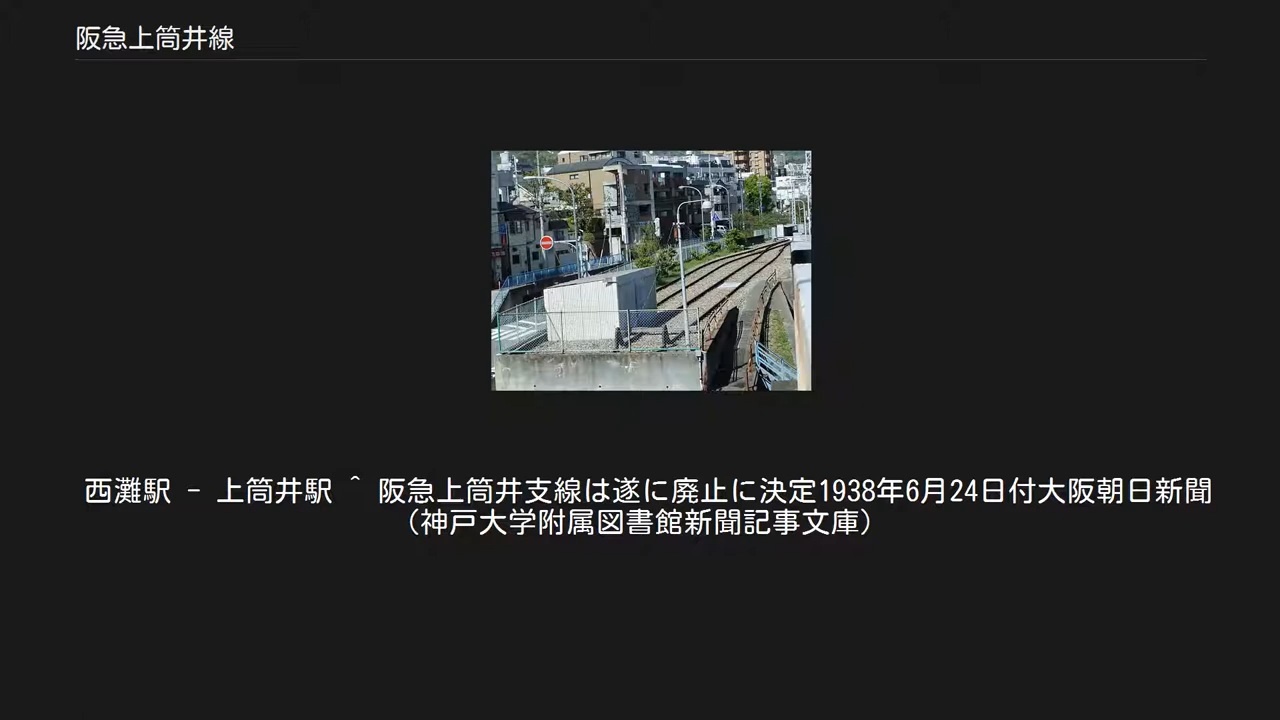 阪急上筒井線
西灘駅 - 上筒井駅 ^ 阪急上筒井支線は遂に廃止に決定1938年6月24日付大阪朝日新聞
（神戸大学附属図書館新聞記事文庫）